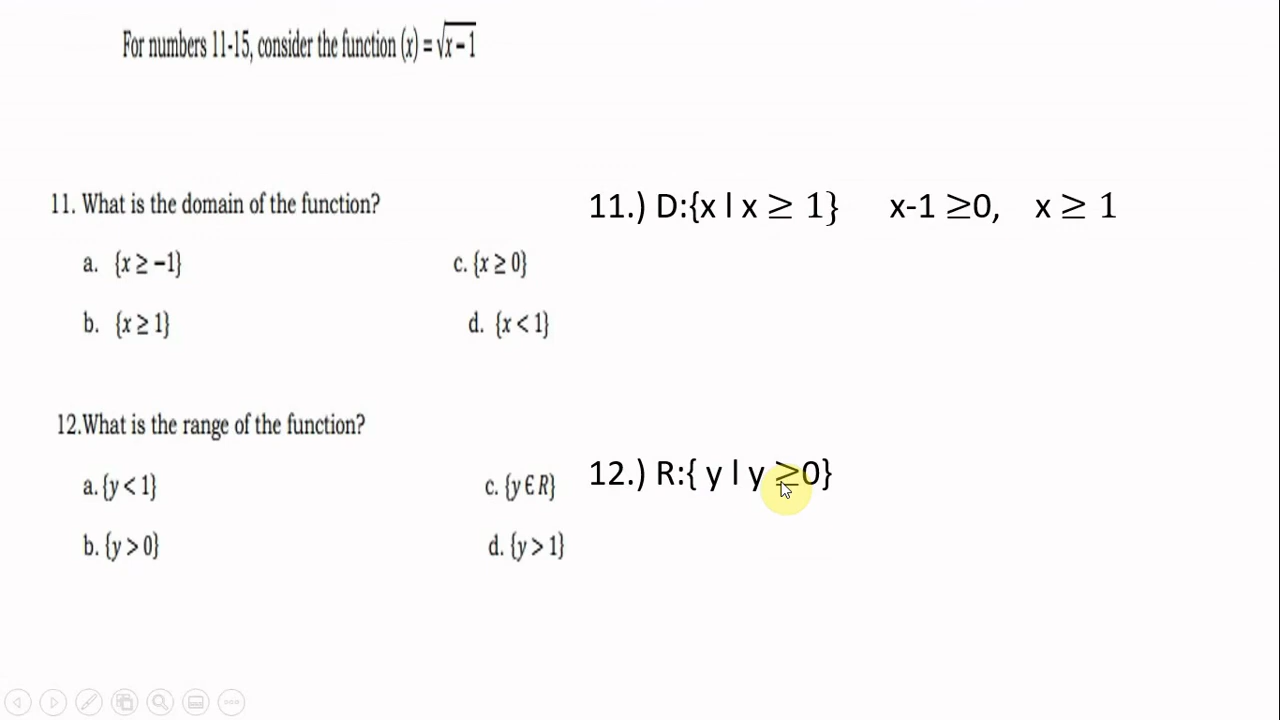 For numbers 11-15, consider the function (x) = √x – 1
11. What is the domain of the function?
11.) D:{x l x ≥ 1} x-1 ≥0, x ≥ 1
a. {x ≥ –1}
c. {x ≥ 0}
b. {x ≥ 1}
d. {x < 1}
12.What is the range of the function?
12.) R:{ y l y ≥0}
a. {y < 1}
c. {y Є R}
b. {y > 0}
d. {y > 1}